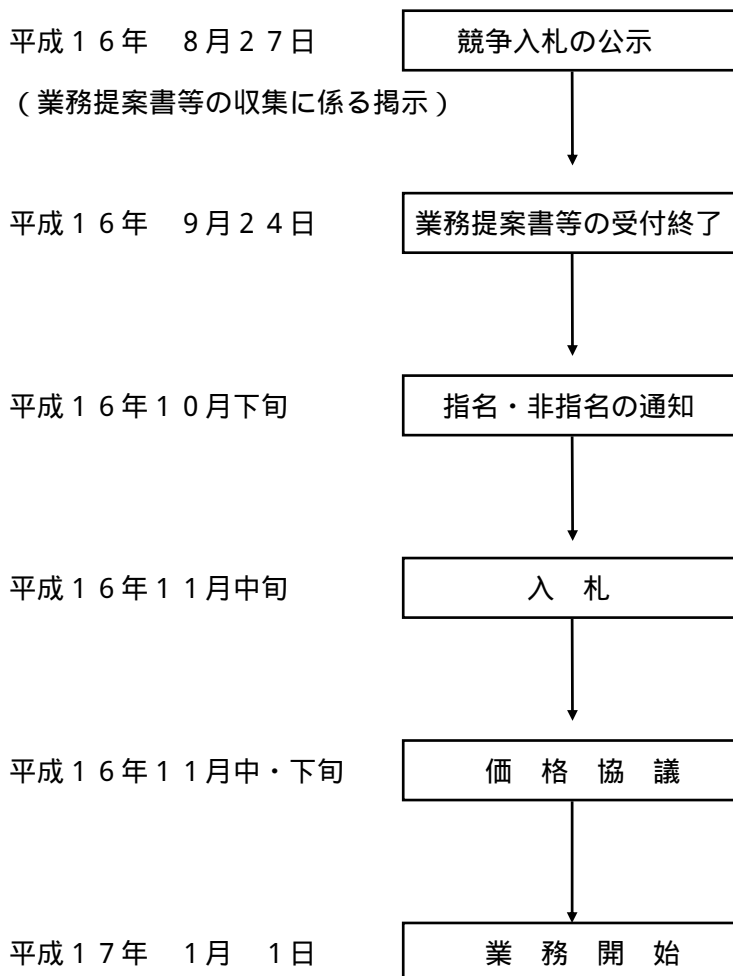 平成１６年　８月２７日　競争入札の公示
（業務提案書等の収集に係る掲示）
平成１６年　９月２４日　業務提案書等の受付終了
平成１６年１０月下旬　指名・非指名の通知
平成１６年１１月中旬　入　札
平成１６年１１月中・下旬　価　格　協　議
平成１７年　１月　１日　業　務　開　始